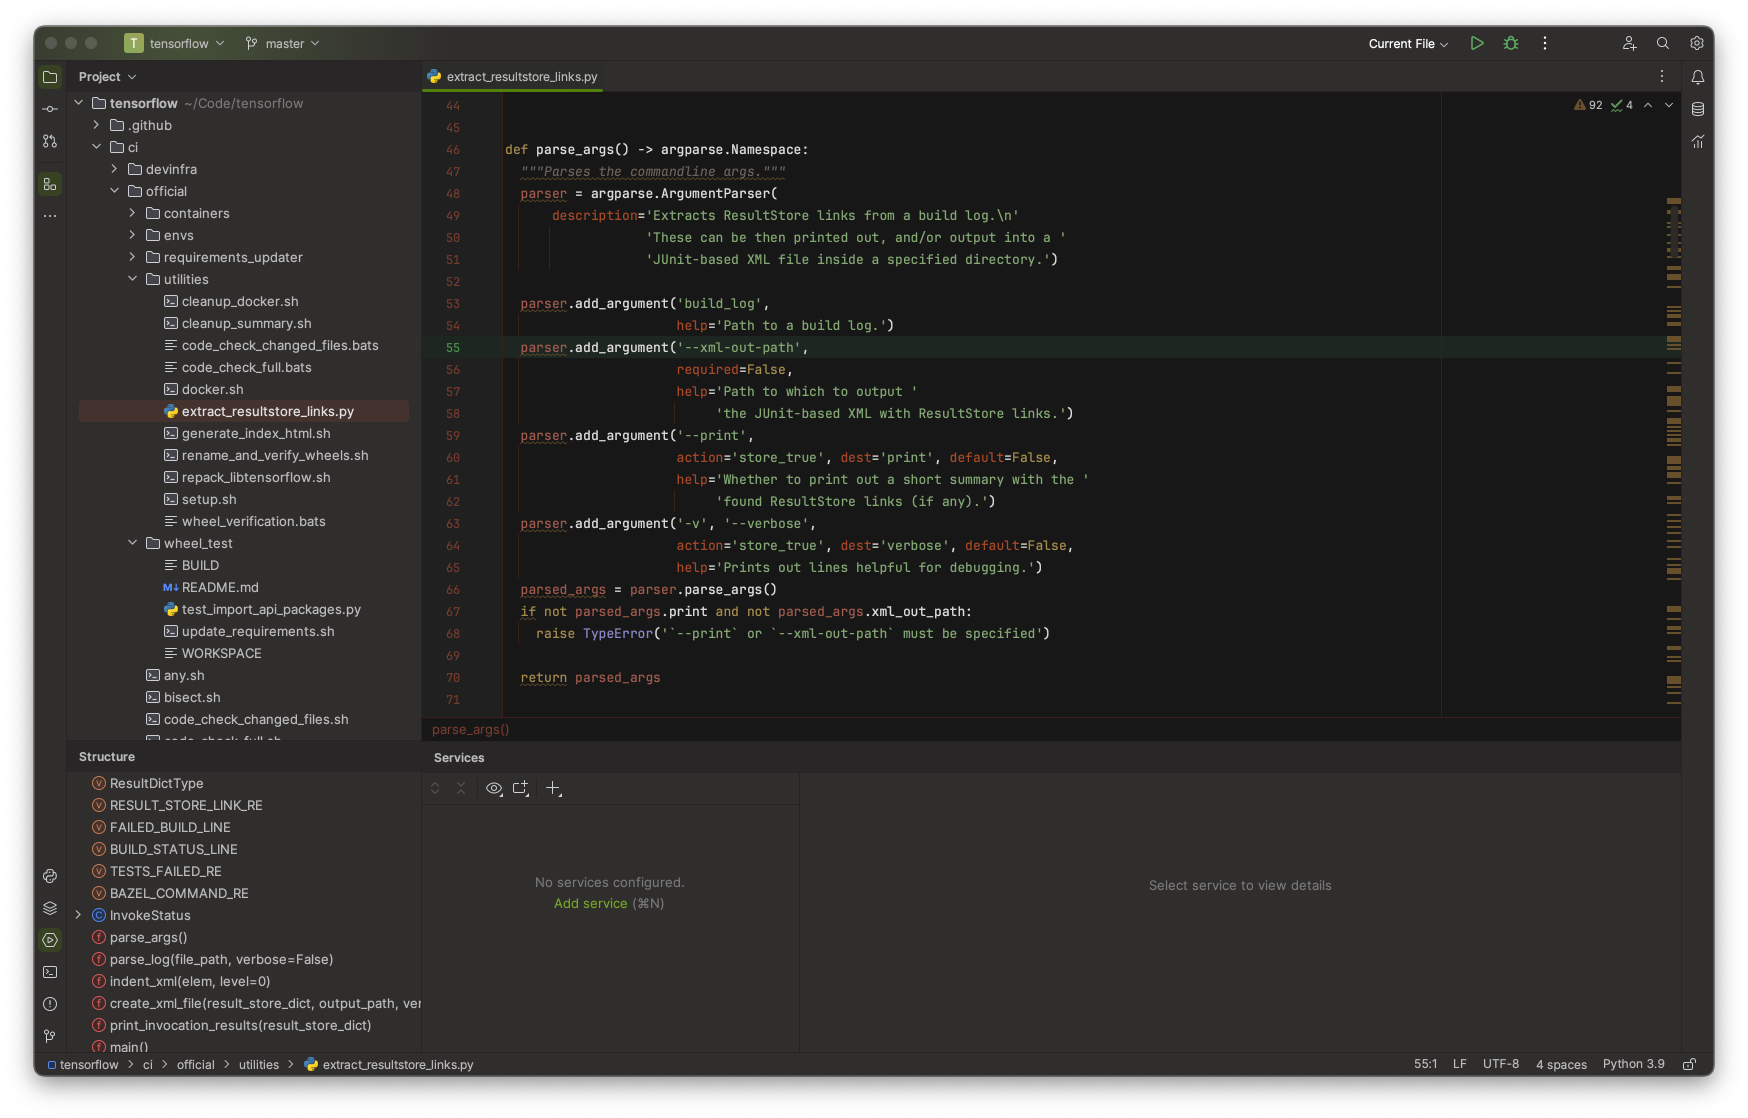 T tensorflow master Current File
Project
extract_resultstore_links.py
tensorflow ~/Code/tensorflow
.github
ci
devinfra
official
containers
envs
requirements_updater
utilities
cleanup_docker.sh
cleanup_summary.sh
code_check_changed_files.bats
code_check_full.bats
docker.sh
extract_resultstore_links.py
generate_index_html.sh
rename_and_verify_wheels.sh
repack_libtensorflow.sh
setup.sh
wheel_verification.bats
wheel_test
BUILD
M↓ README.md
test_import_api_packages.py
update_requirements.sh
WORKSPACE
any.sh
bisect.sh
code_check_changed_files.sh
code_check_full.sh
92 4
44
45
46 def parse_args() -> argparse.Namespace:
47 """Parses the commandline args."""
48 parser = argparse.ArgumentParser(
49 description='Extracts ResultStore links from a build log.\n'
50 'These can be then printed out, and/or output into a '
51 'JUnit-based XML file inside a specified directory.')
52
53 parser.add_argument('build_log',
54 help='Path to a build log.')
55 parser.add_argument('--xml-out-path',
56 required=False,
57 help='Path to which to output '
58 'the JUnit-based XML with ResultStore links.')
59 parser.add_argument('--print',
60 action='store_true', dest='print', default=False,
61 help='Whether to print out a short summary with the '
62 'found ResultStore links (if any).')
63 parser.add_argument('-v', '--verbose',
64 action='store_true', dest='verbose', default=False,
65 help='Prints out lines helpful for debugging.')
66 parsed_args = parser.parse_args()
67 if not parsed_args.print and not parsed_args.xml_out_path:
68 raise TypeError('`--print` or `--xml-out-path` must be specified')
69
70 return parsed_args
71
parse_args()
Structure
V ResultDictType
V RESULT_STORE_LINK_RE
V FAILED_BUILD_LINE
V BUILD_STATUS_LINE
V TESTS_FAILED_RE
V BAZEL_COMMAND_RE
C InvokeStatus
f parse_args()
f parse_log(file_path, verbose=False)
f indent_xml(elem, level=0)
f create_xml_file(result_store_dict, output_path, ver
f print_invocation_results(result_store_dict)
f main()
Services
No services configured.
Add service (⌘N)
Select service to view details
tensorflow > ci > official > utilities > extract_resultstore_links.py
55:1 LF UTF-8 4 spaces Python 3.9